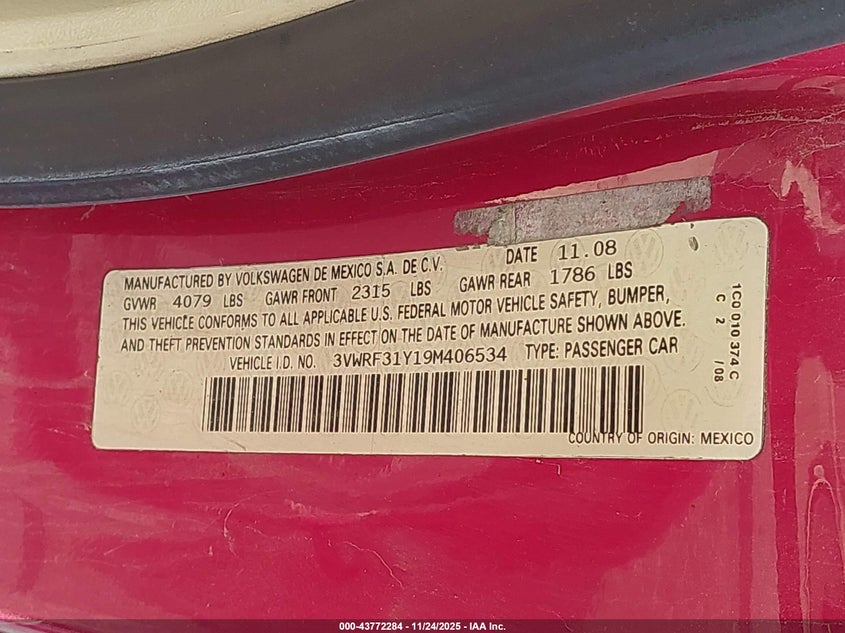 MANUFACTURED BY VOLKSWAGEN DE MEXICO S.A. DE C.V. DATE 11.08
GVWR 4079 LBS GAWR FRONT 2315 LBS GAWR REAR 1786 LBS
THIS VEHICLE CONFORMS TO ALL APPLICABLE U.S. FEDERAL MOTOR VEHICLE SAFETY, BUMPER,
AND THEFT PREVENTION STANDARDS IN EFFECT ON THE DATE OF MANUFACTURE SHOWN ABOVE.
VEHICLE I.D. NO. 3VWRF31Y19M406534 TYPE: PASSENGER CAR
COUNTRY OF ORIGIN: MEXICO
1C0 010 374 C
C 2 /08
000-43772284 - 11/24/2025 - IAA Inc.